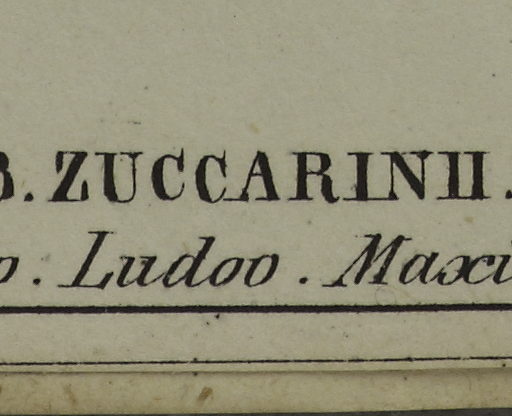 B. ZUCCARINII.
p. Ludov. Maxi